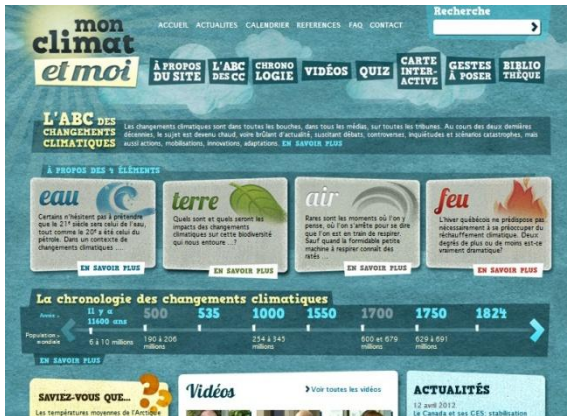 mon
climat
et moi
ACCUEIL ACTUALITES CALENDRIER REFERENCES FAQ CONTACT
Recherche
À PROPOS
DU SITE
L'ABC
DES CC
CHRONO
LOGIE
VIDÉOS
QUIZ
CARTE
INTER-
ACTIVE
GESTES
À POSER
BIBLIO
THÈQUE
L'ABC DES
CHANGEMENTS
CLIMATIQUES
Les changements climatiques sont dans toutes les bouches, dans tous les médias, sur toutes les tribunes. Au cours des deux dernières
décennies, le sujet est devenu chaud, voire brûlant d'actualité, suscitant débats, controverses, inquiétudes et scénarios catastrophes, mais
aussi actions, mobilisations, innovations, adaptations. EN SAVOIR PLUS
À PROPOS DES 4 ÉLÉMENTS
eau
Certains n'hésitent pas à prétendre
que le 21e siècle sera celui de l'eau,
tout comme le 20e a été celui du
pétrole. Dans un contexte de
changements climatiques ....
EN SAVOIR PLUS
terre
Quels sont et quels seront les
impacts des changements
climatiques sur cette biodiversité
qui nous entoure ...?
EN SAVOIR PLUS
air
Rares sont les moments où l'on y
pense, où l'on s'arrête pour se dire
que l'on est en train de respirer.
Sauf quand la formidable petite
machine à respirer connaît des
ratés
EN SAVOIR PLUS
feu
L'hiver québécois ne prédispose pas
nécessairement à se préoccuper du
réchauffement climatique. Deux
degrés de plus ou de moins est-ce
vraiment dramatique?
EN SAVOIR PLUS
La chronologie des changements climatiques
Année : Il y a
11600 ans
500 535 1000 1550 1700 1750 1824
Population
mondiale
6 à 10 millions
190 à 206
millions
254 à 345
millions
600 et 679
millions
629 à 691
millions
EN SAVOIR PLUS
SAVIEZ-VOUS QUE...
Les températures moyennes de l'Arctique
Vidéos
Voir toutes les vidéos
ACTUALITÉS
12 avril 2012
Le Canada et ses GES: stabilisation